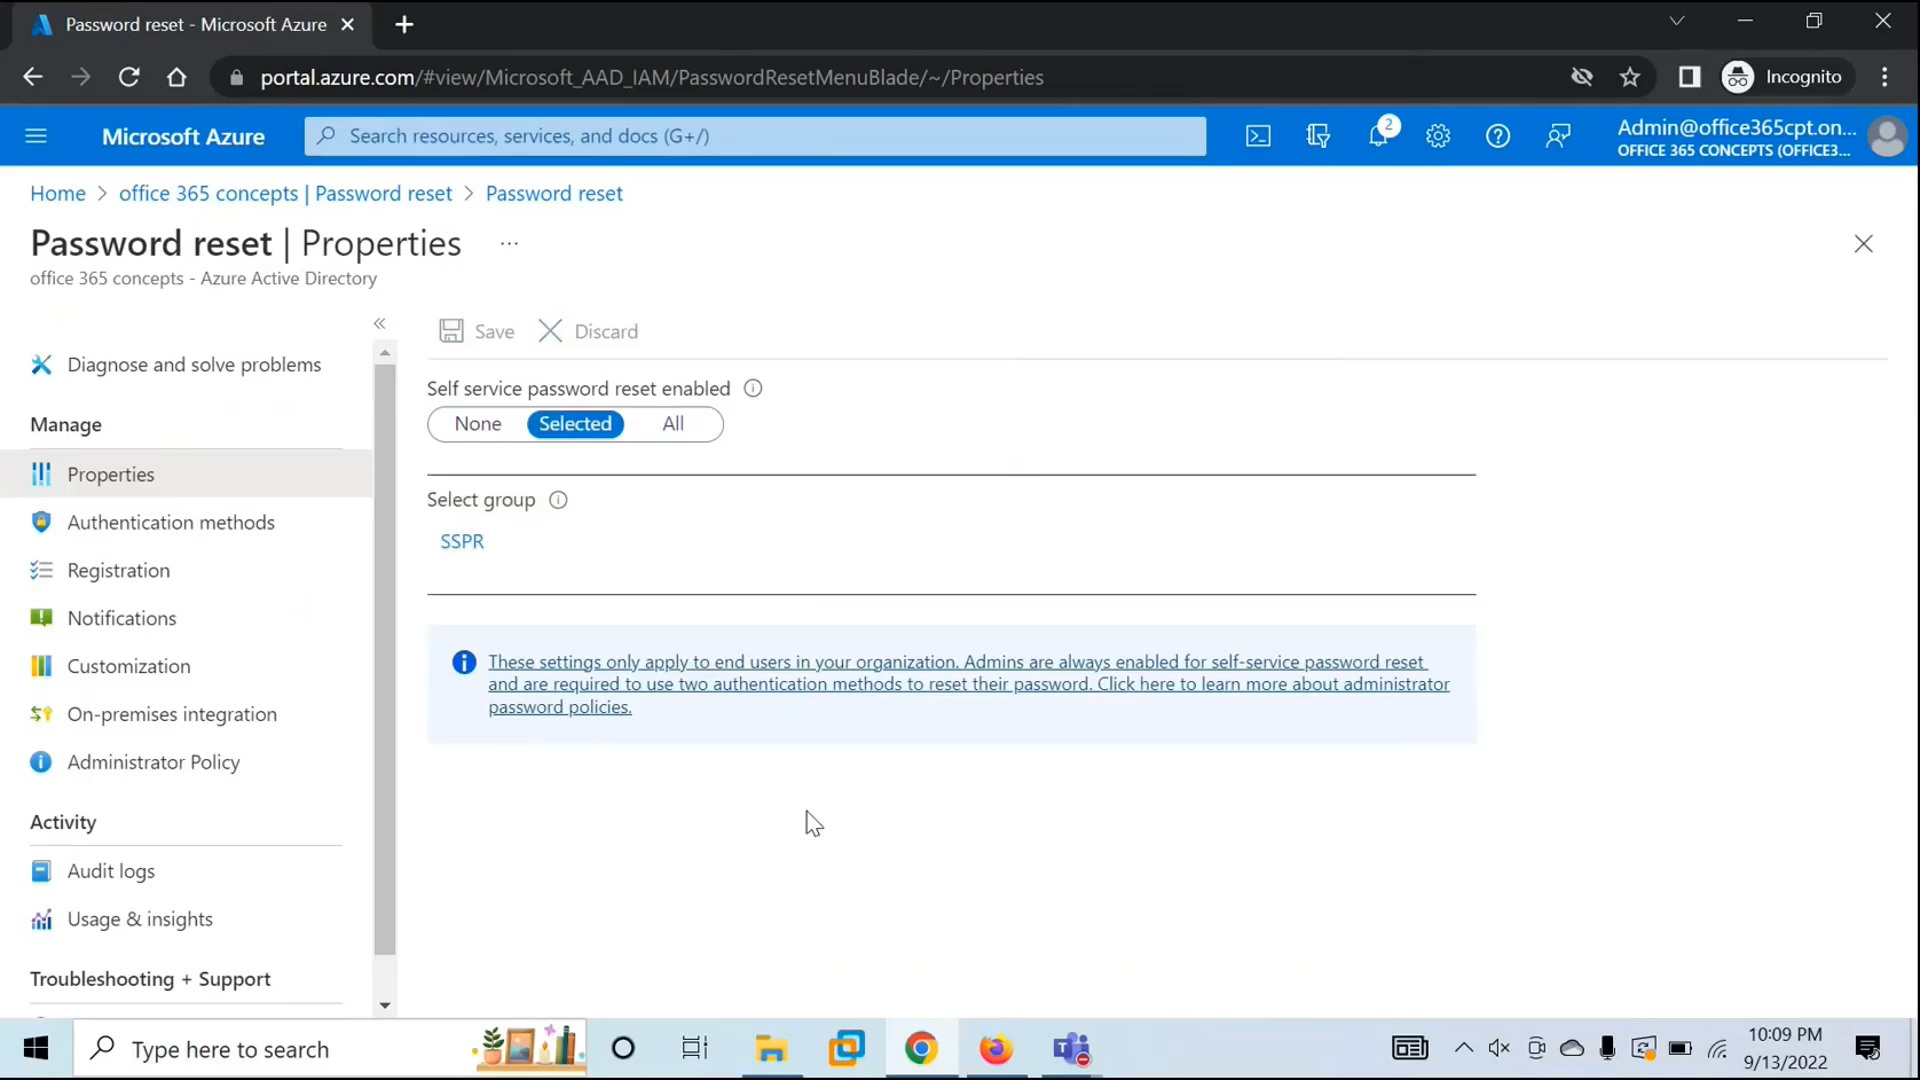 Password reset - Microsoft Azure
portal.azure.com/#view/Microsoft_AAD_IAM/PasswordResetMenuBlade/~/Properties
Incognito
Microsoft Azure
Search resources, services, and docs (G+/)
2
Admin@office365cpt.on...
OFFICE 365 CONCEPTS (OFFICE3...
Home > office 365 concepts | Password reset > Password reset
Password reset | Properties ...
office 365 concepts - Azure Active Directory
Save
Discard
Diagnose and solve problems
Manage
Properties
Authentication methods
Registration
Notifications
Customization
On-premises integration
Administrator Policy
Activity
Audit logs
Usage & insights
Troubleshooting + Support
Self service password reset enabled
None Selected All
Select group
SSPR
These settings only apply to end users in your organization. Admins are always enabled for self-service password reset
and are required to use two authentication methods to reset their password. Click here to learn more about administrator
password policies.
Type here to search
10:09 PM
9/13/2022